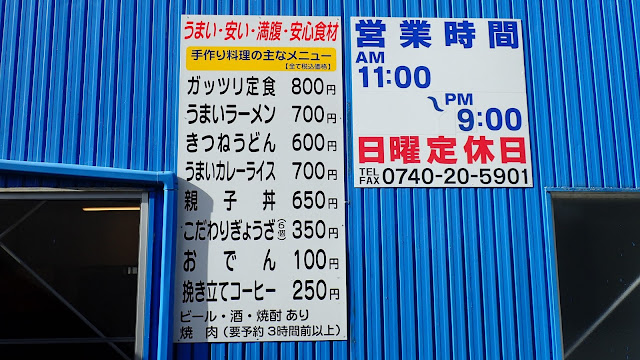 うまい・安い・満腹・安心食材
手作り料理の主なメニュー
【全て税込価格】
ガッツリ定食 800円
うまいラーメン 700円
きつねうどん 600円
うまいカレーライス 700円
親子丼 650円
こだわりぎょうざ(6個) 350円
おでん 100円
挽き立てコーヒー 250円
ビール・酒・焼酎 あり
焼 肉 (要予約 3時間前以上)
営業時間
AM
11:00
〜PM
9:00
日曜定休日
TEL
FAX 0740-20-5901